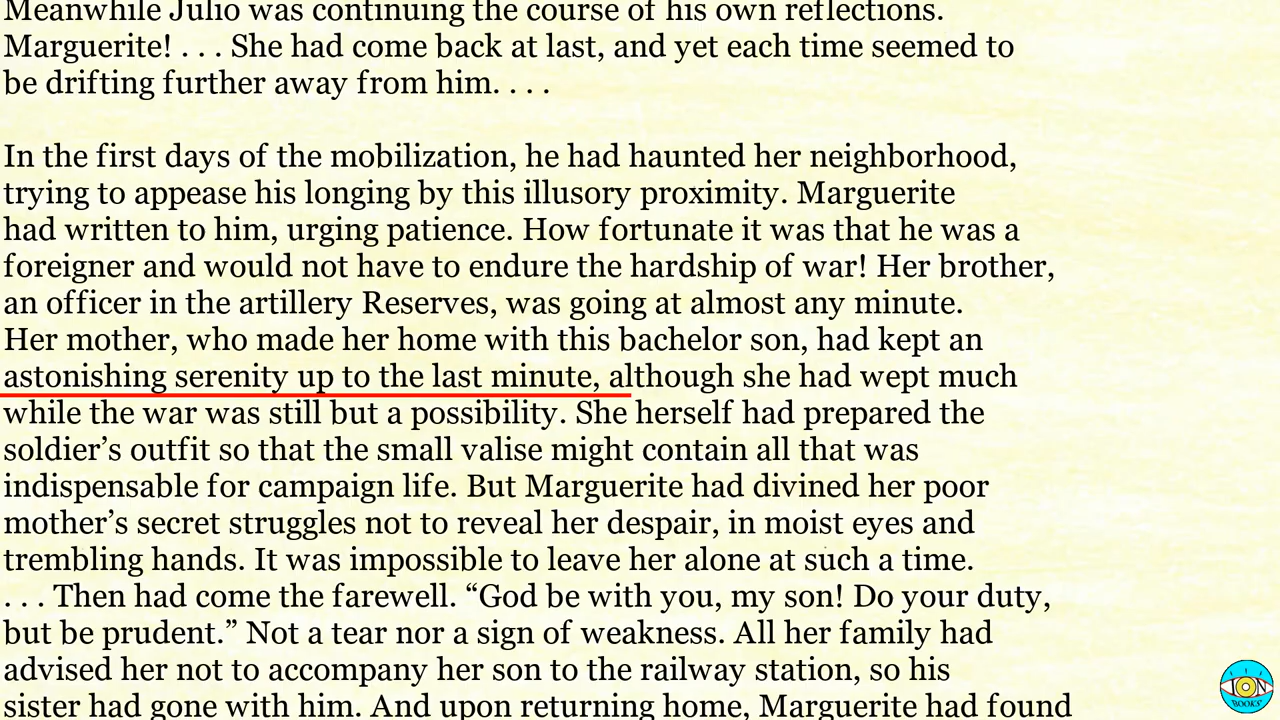 Meanwhile Julio was continuing the course of his own reflections.
Marguerite! . . . She had come back at last, and yet each time seemed to
be drifting further away from him. . . .
In the first days of the mobilization, he had haunted her neighborhood,
trying to appease his longing by this illusory proximity. Marguerite
had written to him, urging patience. How fortunate it was that he was a
foreigner and would not have to endure the hardship of war! Her brother,
an officer in the artillery Reserves, was going at almost any minute.
Her mother, who made her home with this bachelor son, had kept an
astonishing serenity up to the last minute, although she had wept much
while the war was still but a possibility. She herself had prepared the
soldier’s outfit so that the small valise might contain all that was
indispensable for campaign life. But Marguerite had divined her poor
mother’s secret struggles not to reveal her despair, in moist eyes and
trembling hands. It was impossible to leave her alone at such a time.
. . . Then had come the farewell. “God be with you, my son! Do your duty,
but be prudent.” Not a tear nor a sign of weakness. All her family had
advised her not to accompany her son to the railway station, so his
sister had gone with him. And upon returning home, Marguerite had found
ION
BOOKS